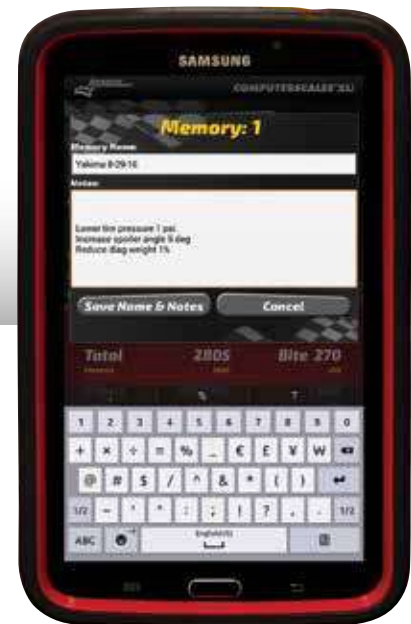 SAMSUNG
COMPUTERSCALES XLi
Memory: 1
Memory Name:
Yakima 8-29-16
Notes:
Lower tire pressure 1 psi.
Increase spoiler angle 5 deg
Reduce diag weight 1%
Save Name & Notes
Cancel
Total 2805 Bite 270
1 2 3 4 5 6 7 8 9 0
+ × ÷ = % _ € £ ¥ ₩
@ # $ / ^ & * ( )
1/2 - ' " : ; ! ? , . 1/2
ABC English(US)